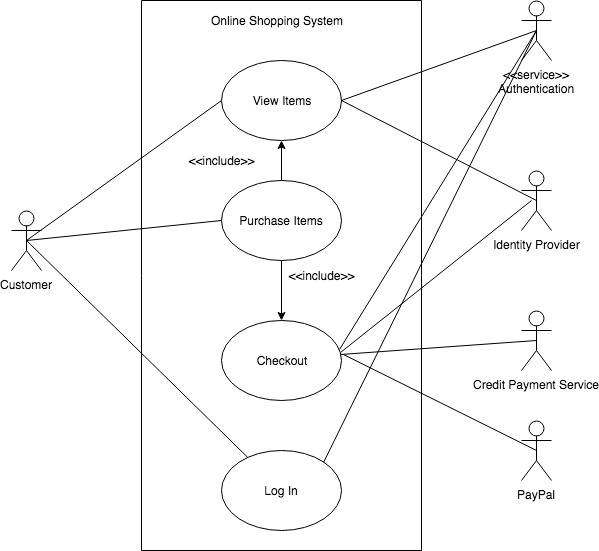 Online Shopping System
View Items
<<service>>
Authentication
<<include>>
Purchase Items
Identity Provider
Customer
<<include>>
Checkout
Credit Payment Service
Log In
PayPal